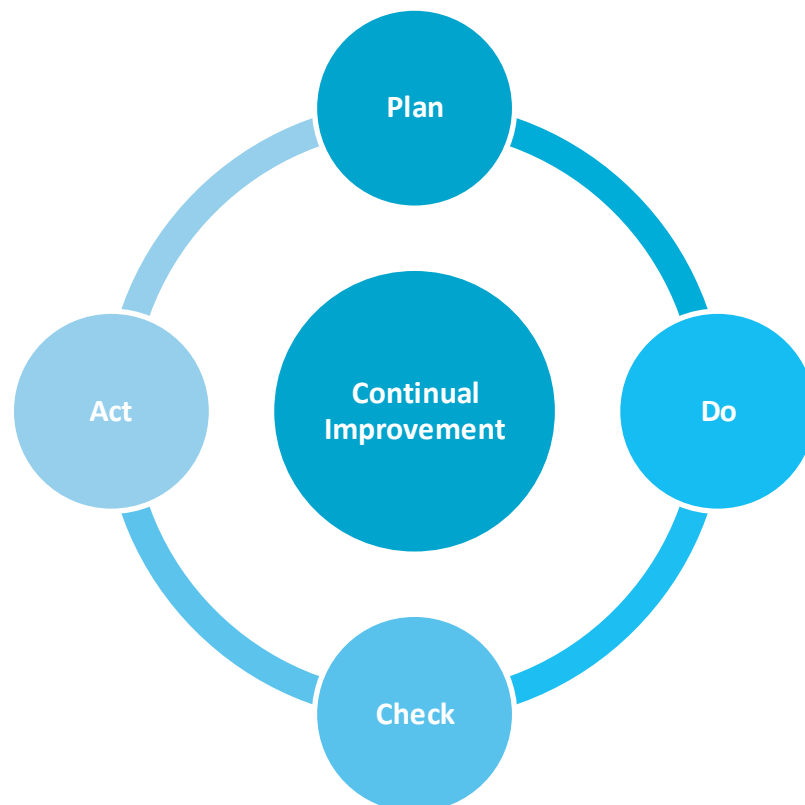 Plan
Act
Continual
Improvement
Do
Check